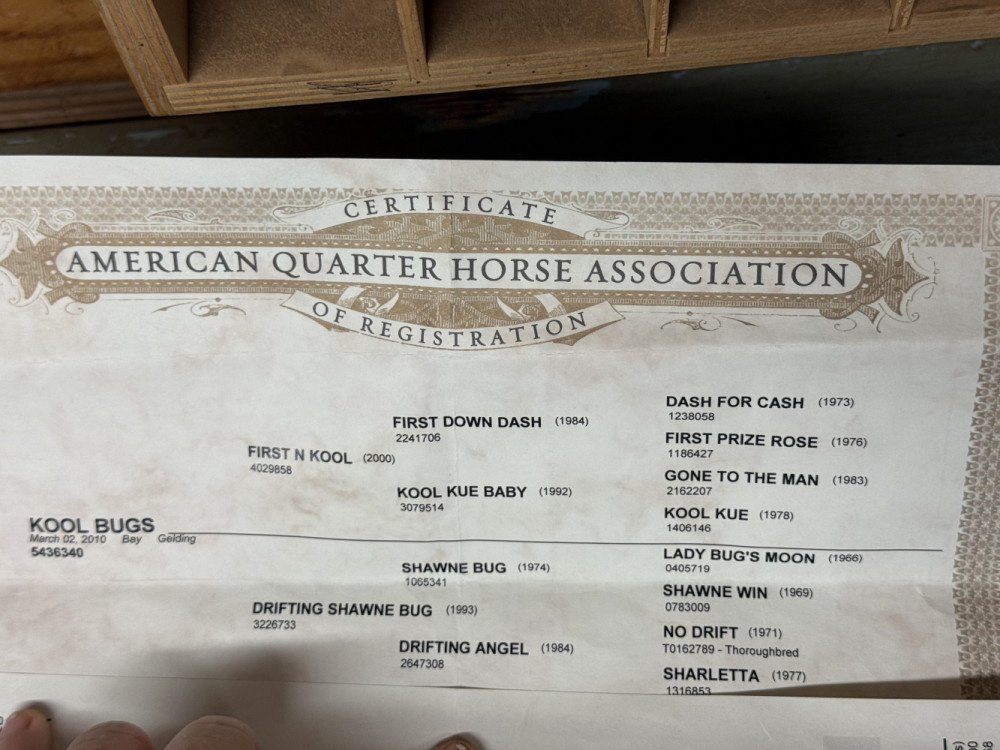 CERTIFICATE
AMERICAN QUARTER HORSE ASSOCIATION
OF REGISTRATION
DASH FOR CASH (1973)
1238058
FIRST DOWN DASH (1984)
2241706
FIRST PRIZE ROSE (1976)
1186427
FIRST N KOOL (2000)
4029858
GONE TO THE MAN (1983)
2162207
KOOL KUE BABY (1992)
3079514
KOOL KUE (1978)
1406146
KOOL BUGS
March 02, 2010 Bay Gelding
5436340
LADY BUG'S MOON (1966)
0405719
SHAWNE BUG (1974)
1065341
SHAWNE WIN (1969)
0783009
DRIFTING SHAWNE BUG (1993)
3226733
NO DRIFT (1971)
T0162789 - Thoroughbred
DRIFTING ANGEL (1984)
2647308
SHARLETTA (1977)
1316853